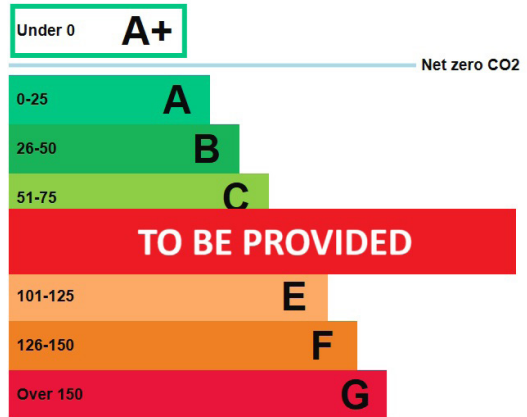 Under 0 A+
Net zero CO2
0-25 A
26-50 B
51-75 C
TO BE PROVIDED
101-125 E
126-150 F
Over 150 G